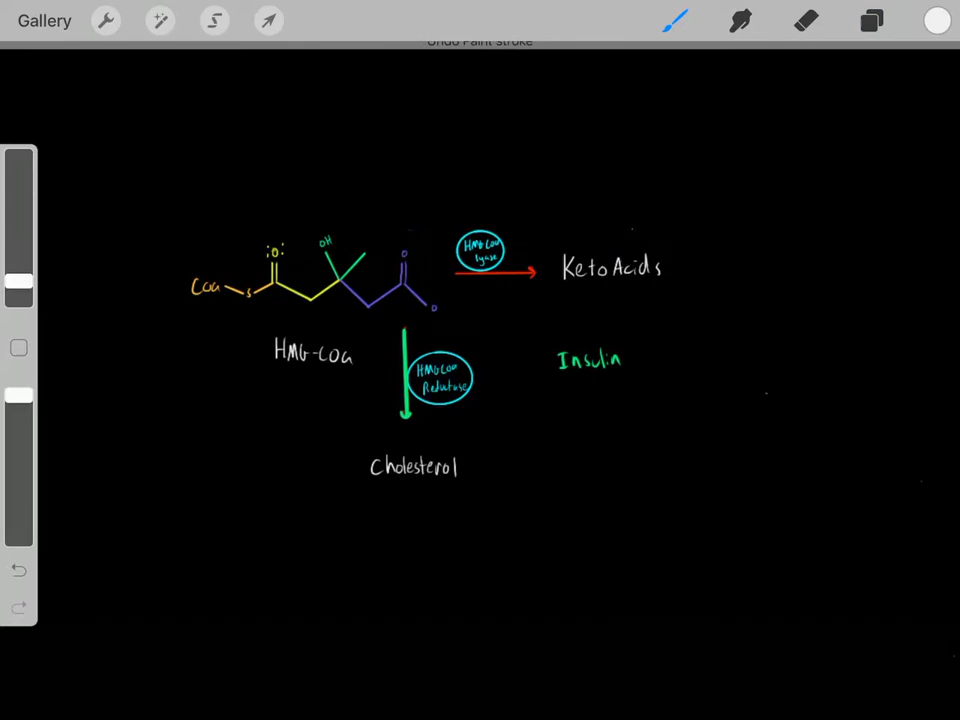 Gallery
Undo Paint stroke
:O:
OH
O
HMG COa
lyase
Keto Acids
Coa
S
O
HMG-COa
Insulin
HMG Coa
Reductase
Cholesterol